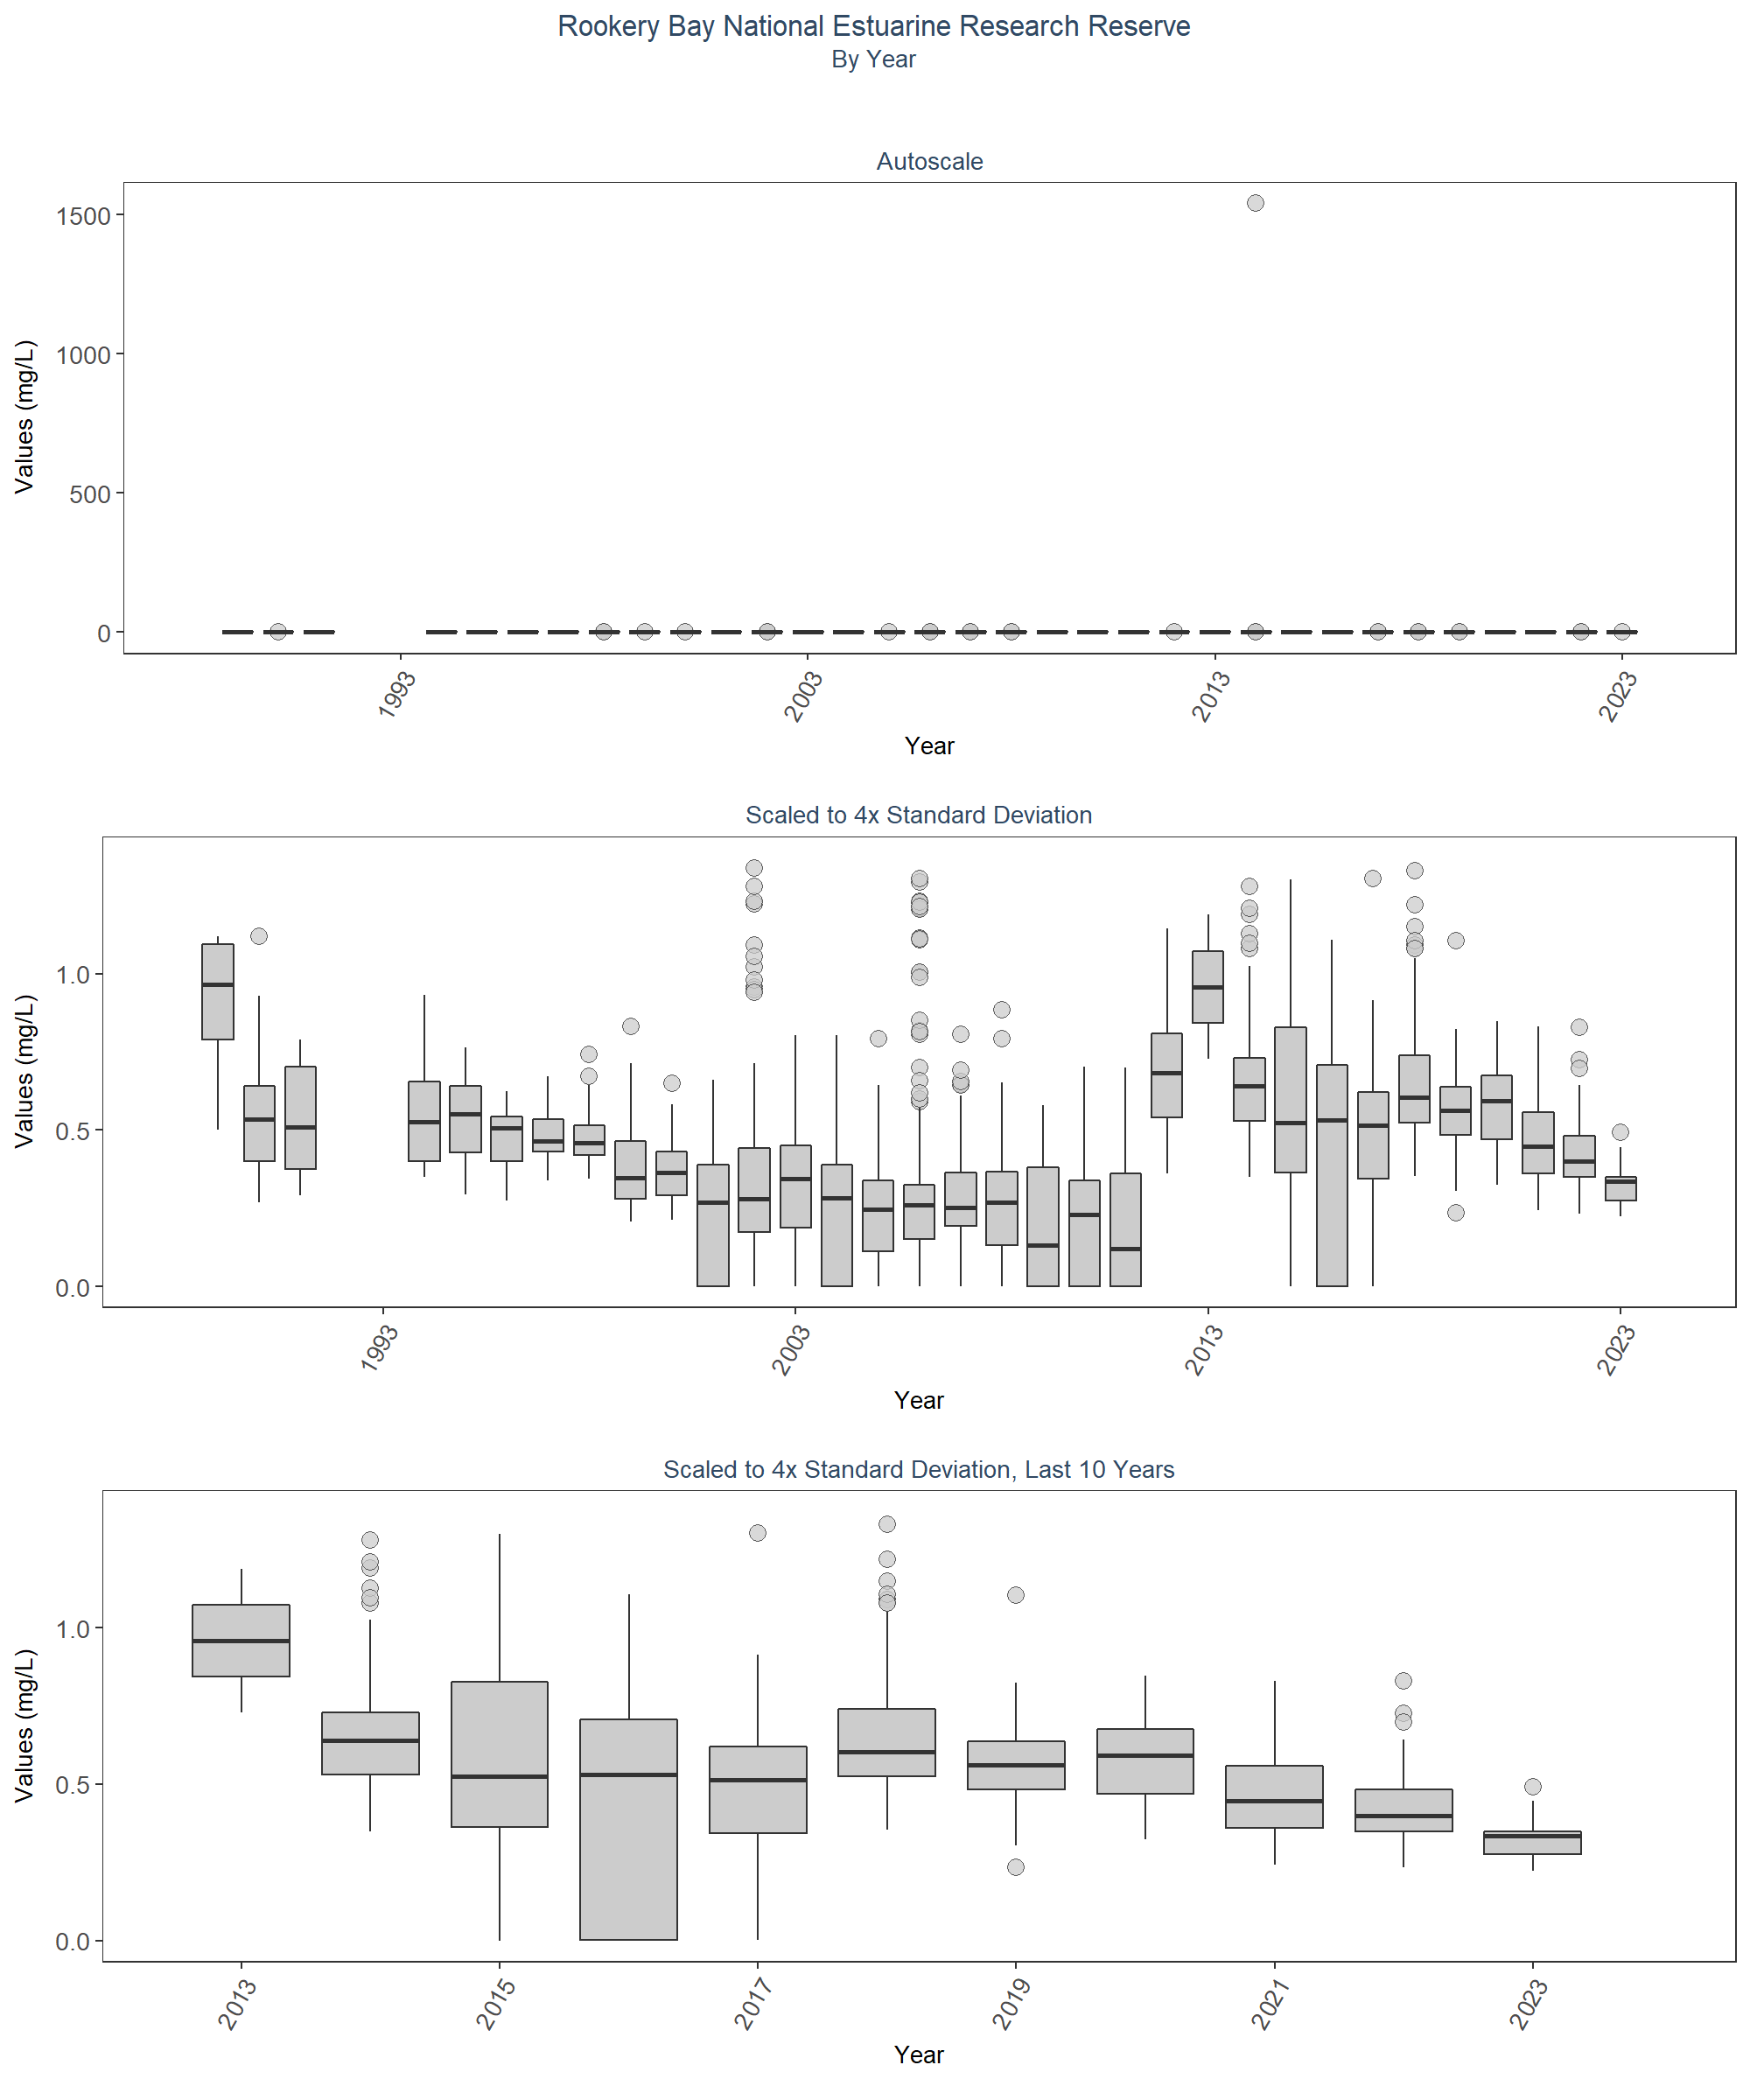 Rookery Bay National Estuarine Research Reserve
By Year
Autoscale
Values (mg/L)
1500
1000
500
0
1993
2003
2013
2023
Year
Scaled to 4x Standard Deviation
Values (mg/L)
1.0
0.5
0.0
1993
2003
2013
2023
Year
Scaled to 4x Standard Deviation, Last 10 Years
Values (mg/L)
1.0
0.5
0.0
2013
2015
2017
2019
2021
2023
Year